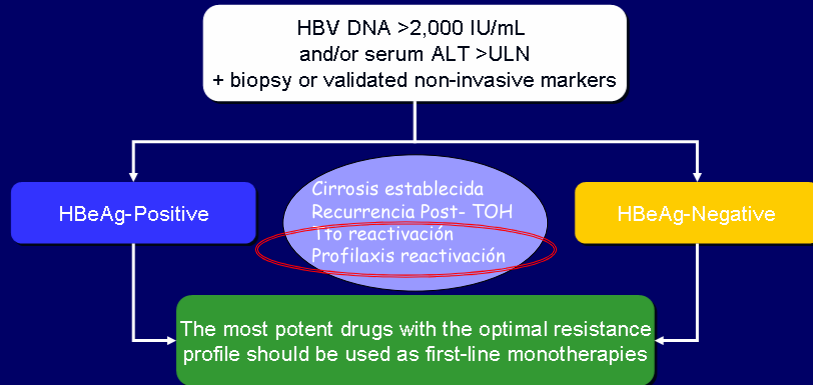 HBV DNA >2,000 IU/mL
and/or serum ALT >ULN
+ biopsy or validated non-invasive markers
HBeAg-Positive
Cirrosis establecida
Recurrencia Post- TOH
Tto reactivación
Profilaxis reactivación
HBeAg-Negative
The most potent drugs with the optimal resistance
profile should be used as first-line monotherapies